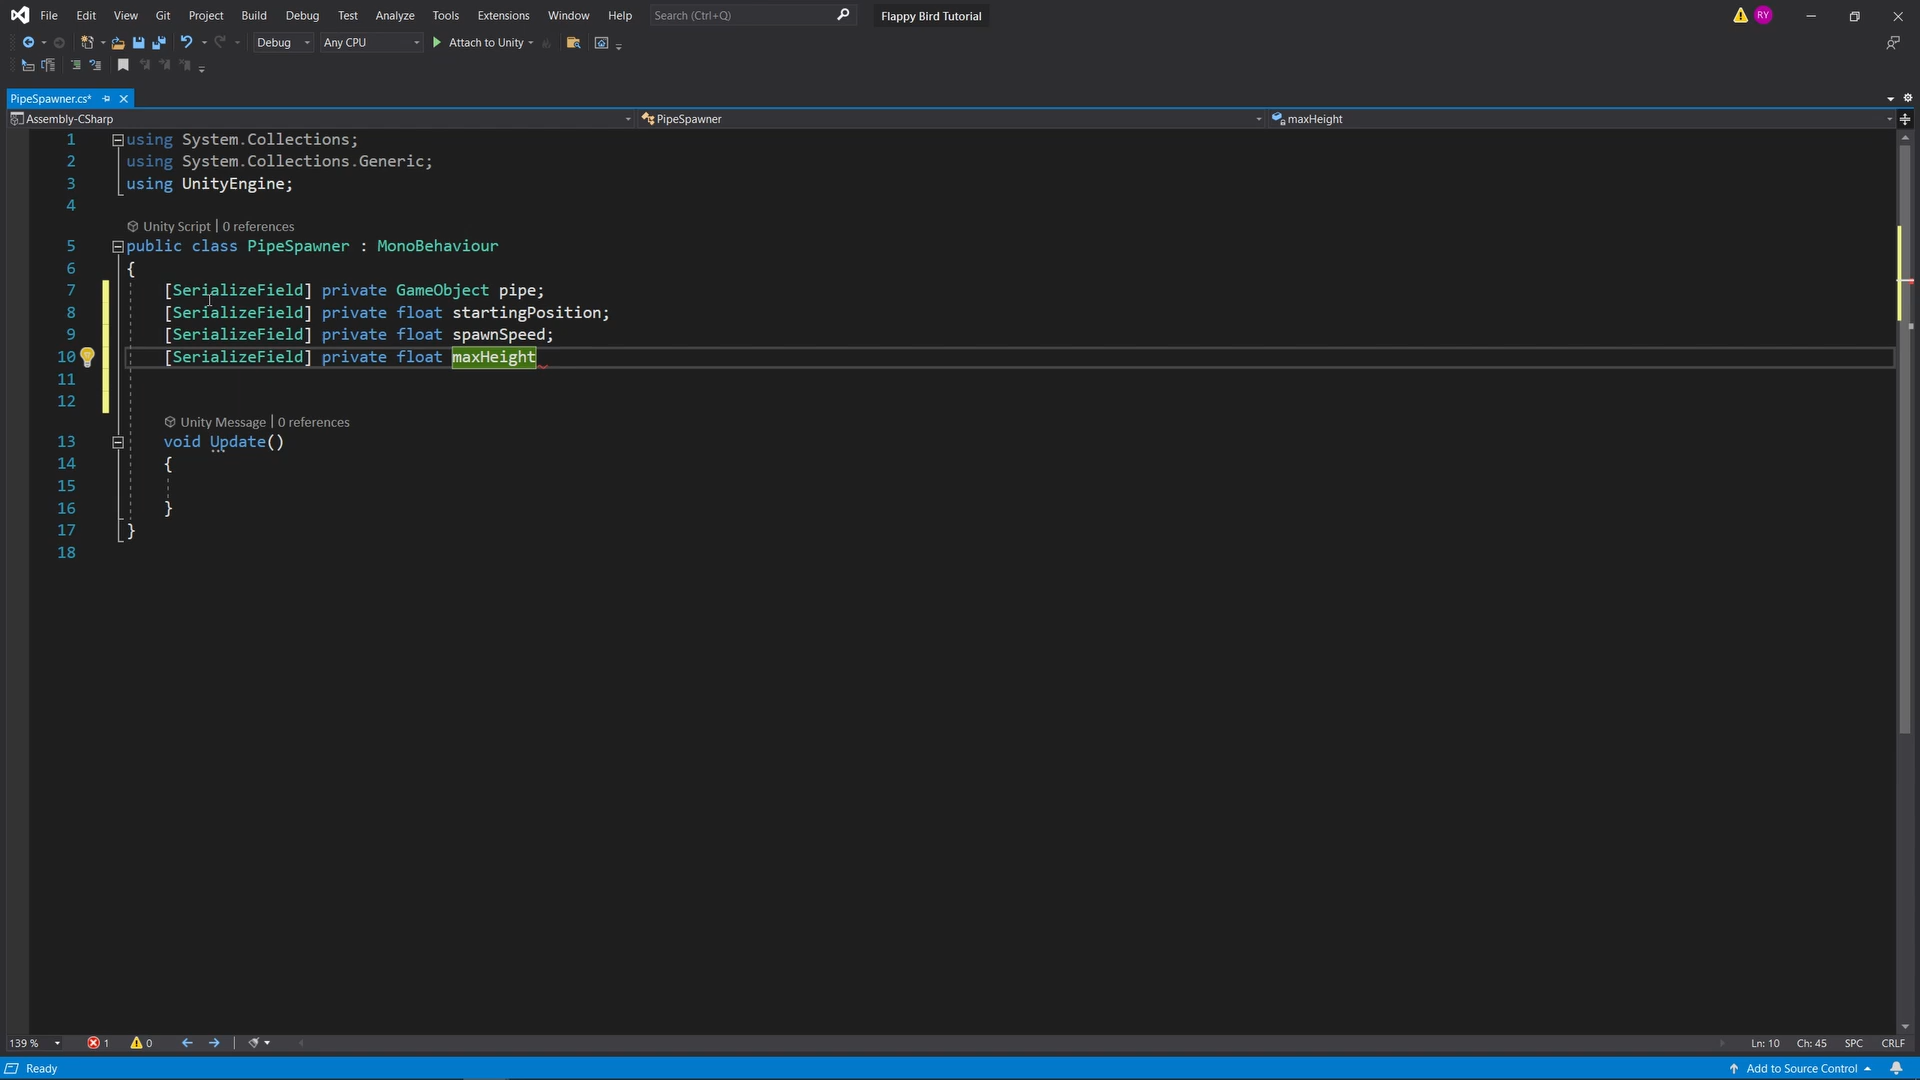 File Edit View Git Project Build Debug Test Analyze Tools Extensions Window Help Search (Ctrl+Q) Flappy Bird Tutorial RY
Debug Any CPU Attach to Unity
PipeSpawner.cs*
Assembly-CSharp PipeSpawner maxHeight
1 using System.Collections;
2 using System.Collections.Generic;
3 using UnityEngine;
4
Unity Script | 0 references
5 public class PipeSpawner : MonoBehaviour
6 {
7 [SerializeField] private GameObject pipe;
8 [SerializeField] private float startingPosition;
9 [SerializeField] private float spawnSpeed;
10 [SerializeField] private float maxHeight
11
12
Unity Message | 0 references
13 void Update()
14 {
15
16 }
17 }
18
139 % 1 0 Ln: 10 Ch: 45 SPC CRLF
Ready Add to Source Control